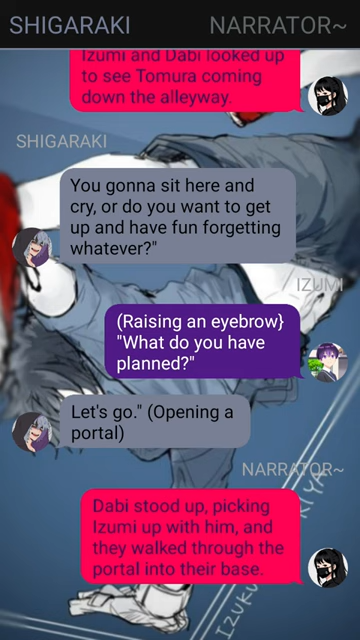 SHIGARAKI NARRATOR~
Izumi and Dabi looked up
to see Tomura coming
down the alleyway.
SHIGARAKI
You gonna sit here and
cry, or do you want to get
up and have fun forgetting
whatever?"
IZUMI
(Raising an eyebrow}
"What do you have
planned?"
Let's go." (Opening a
portal)
NARRATOR~
Dabi stood up, picking
Izumi up with him, and
they walked through the
portal into their base.
IZUKU